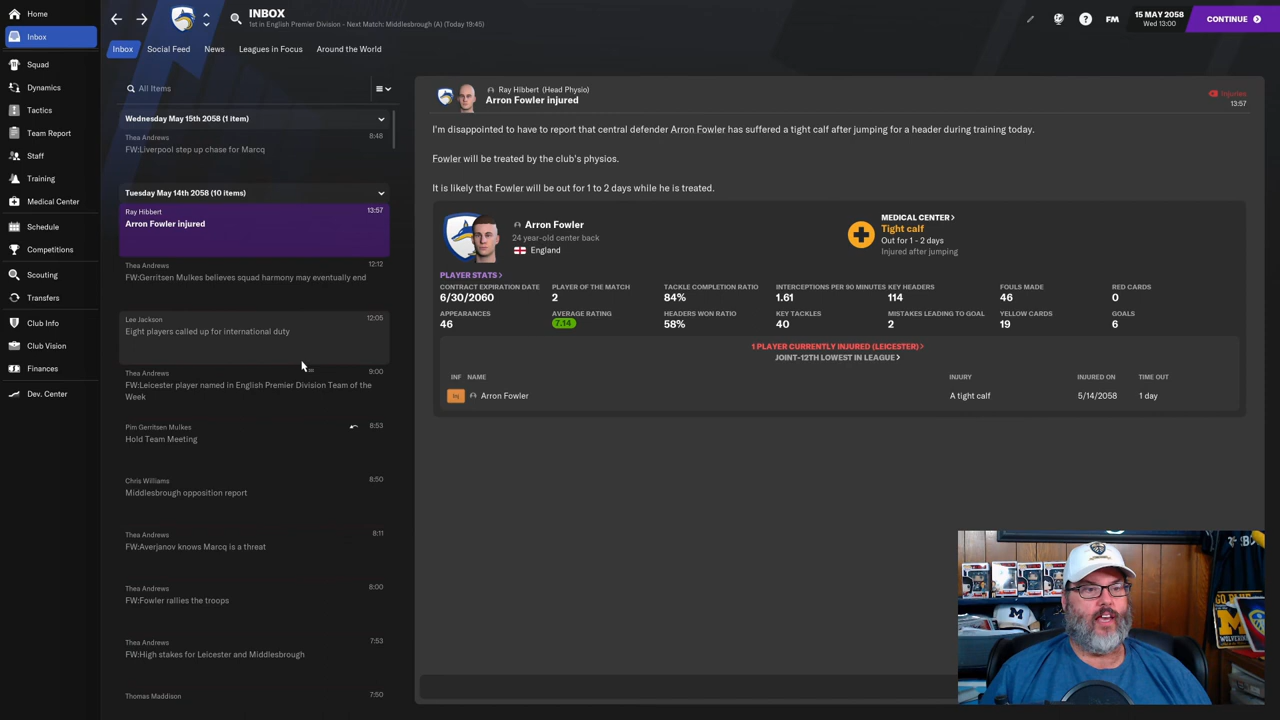 Home
Inbox
Squad
Dynamics
Tactics
Team Report
Staff
Training
Medical Center
Schedule
Competitions
Scouting
Transfers
Club Info
Club Vision
Finances
Dev. Center
INBOX
1st in English Premier Division - Next Match: Middlesbrough (A) (Today 19:45)
FM
15 MAY 2058
Wed 13:00
CONTINUE
Inbox
Social Feed
News
Leagues in Focus
Around the World
All Items
Wednesday May 15th 2058 (1 item)
Thea Andrews
8:48
FW:Liverpool step up chase for Marcq
Tuesday May 14th 2058 (10 items)
Ray Hibbert
13:57
Arron Fowler injured
Thea Andrews
12:12
FW:Gerritsen Mulkes believes squad harmony may eventually end
Lee Jackson
12:05
Eight players called up for international duty
Thea Andrews
9:00
FW:Leicester player named in English Premier Division Team of the
Week
Pim Gerritsen Mulkes
8:53
Hold Team Meeting
Chris Williams
8:50
Middlesbrough opposition report
Thea Andrews
8:11
FW:Averjanov knows Marcq is a threat
Thea Andrews
8:00
FW:Fowler rallies the troops
Thea Andrews
7:53
FW:High stakes for Leicester and Middlesbrough
Thomas Maddison
7:50
Ray Hibbert (Head Physio)
Arron Fowler injured
Injuries
13:57
I'm disappointed to have to report that central defender Arron Fowler has suffered a tight calf after jumping for a header during training today.
Fowler will be treated by the club's physios.
It is likely that Fowler will be out for 1 to 2 days while he is treated.
Arron Fowler
24 year-old center back
England
MEDICAL CENTER
Tight calf
Out for 1 - 2 days
Injured after jumping
PLAYER STATS
CONTRACT EXPIRATION DATE PLAYER OF THE MATCH TACKLE COMPLETION RATIO INTERCEPTIONS PER 90 MINUTES KEY HEADERS FOULS MADE RED CARDS
6/30/2060 2 84% 1.61 114 46 0
APPEARANCES AVERAGE RATING HEADERS WON RATIO KEY TACKLES MISTAKES LEADING TO GOAL YELLOW CARDS GOALS
46 7.14 58% 40 2 19 6
1 PLAYER CURRENTLY INJURED (LEICESTER)
JOINT-12TH LOWEST IN LEAGUE
INF NAME INJURY INJURED ON TIME OUT
Inj Arron Fowler A tight calf 5/14/2058 1 day
GO BLUE
M